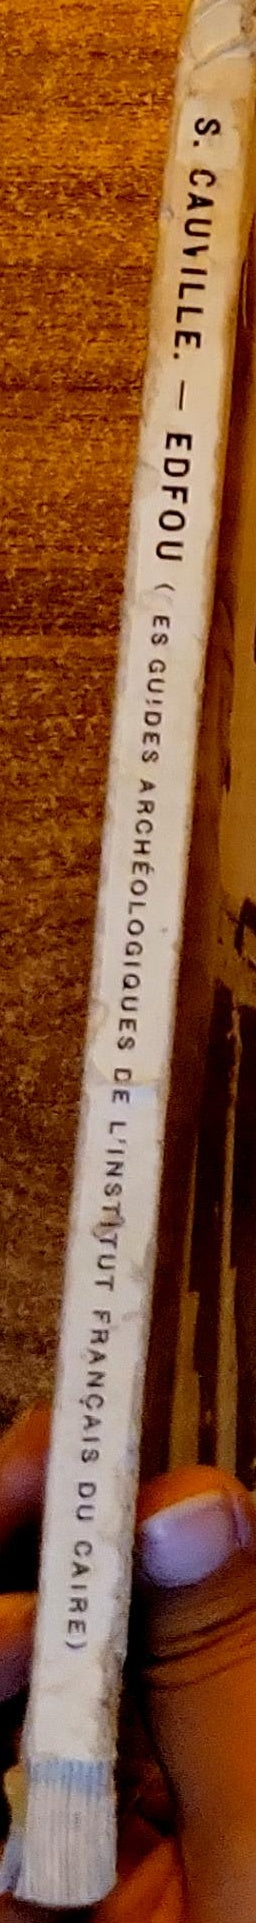 S. CAUVILLE. — EDFOU (ES GUIDES ARCHÉOLOGIQUES DE L'INSTITUT FRANÇAIS DU CAIRE)